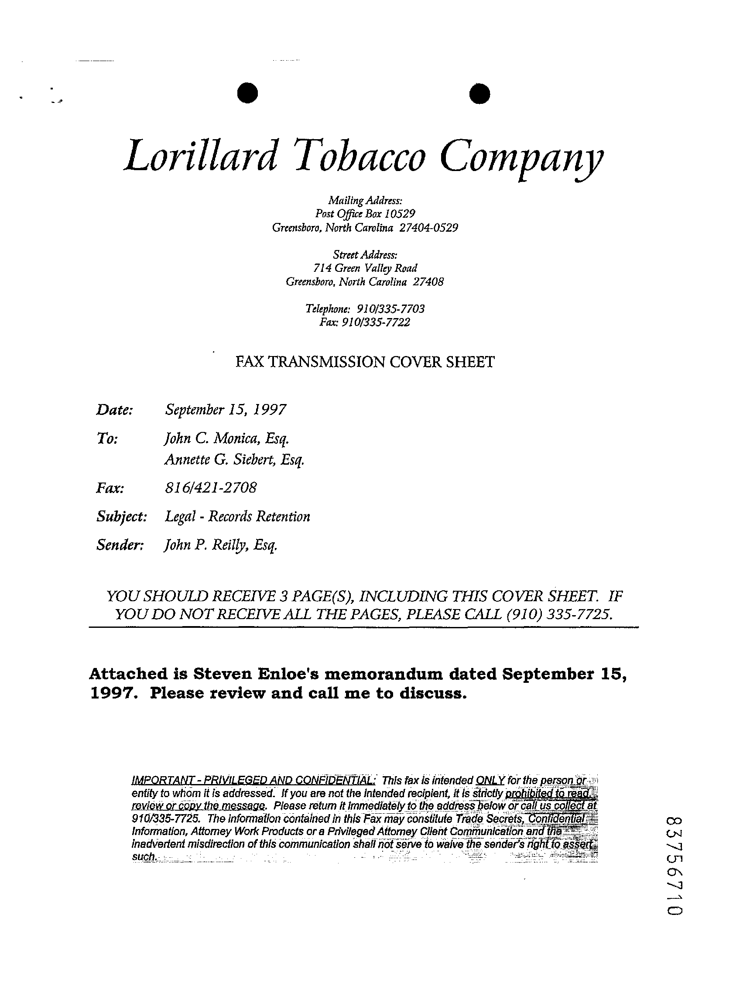 Lorillard Tobacco Company
Mailing Address:
Post Office Box 10529
Greensboro, North Carolina 27404-0529
Street Address:
714 Green Valley Road
Greensboro, North Carolina 27408
Telephone: 910/335-7703
Fax: 910/335-7722
FAX TRANSMISSION COVER SHEET
Date: September 15, 1997
To: John C. Monica, Esq.
Annette G. Siebert, Esq.
Fax: 816/421-2708
Subject: Legal - Records Retention
Sender: John P. Reilly, Esq.
YOU SHOULD RECEIVE 3 PAGE(S), INCLUDING THIS COVER SHEET. IF
YOU DO NOT RECEIVE ALL THE PAGES, PLEASE CALL (910) 335-7725.
Attached is Steven Enloe's memorandum dated September 15,
1997. Please review and call me to discuss.
IMPORTANT - PRIVILEGED AND CONFIDENTIAL: This fax is intended ONLY for the person or
entity to whom it is addressed. If you are not the intended recipient, it is strictly prohibited to read,
review or copy the message. Please return it immediately to the address below or call us collect at
910/335-7725. The information contained in this Fax may constitute Trade Secrets, Confidential
Information, Attorney Work Products or a Privileged Attorney Client Communication and the
inadvertent misdirection of this communication shall not serve to waive the sender's right to assert
such.
83756710